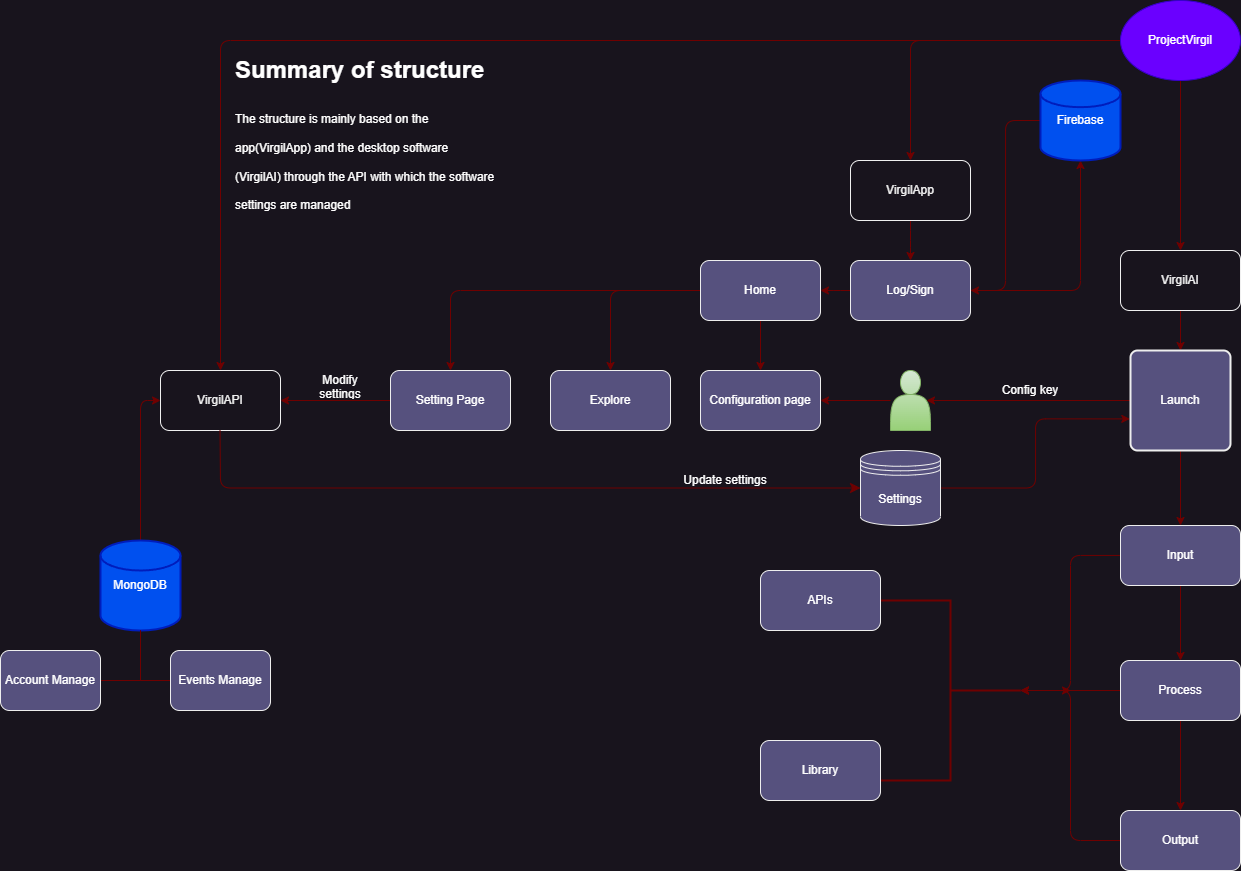 ProjectVirgil
Summary of structure
The structure is mainly based on the
app(VirgilApp) and the desktop software
(VirgilAI) through the API with which the software
settings are managed
Firebase
VirgilApp
VirgilAI
Home
Log/Sign
Modify
settings
VirgilAPI
Setting Page
Explore
Configuration page
Config key
Launch
Update settings
Settings
Input
MongoDB
APIs
Account Manage
Events Manage
Process
Library
Output